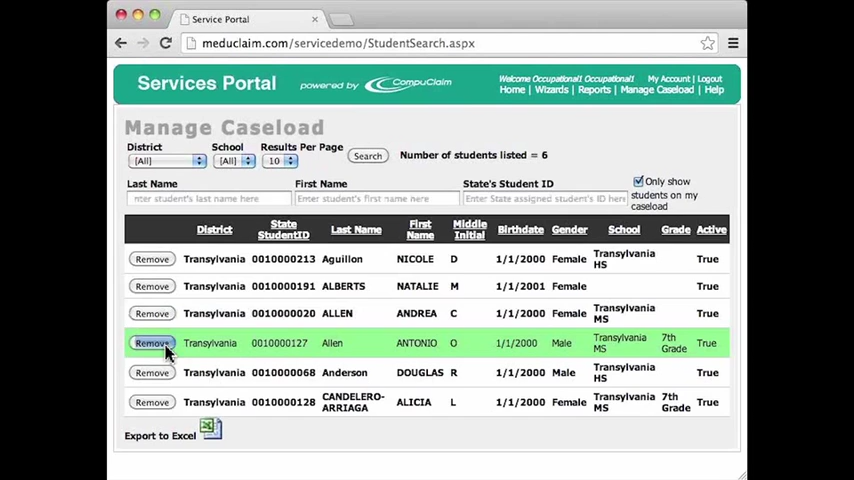 Service Portal
meduclaim.com/servicedemo/StudentSearch.aspx
Services Portal powered by CompuClaim
Welcome Occupational1 Occupational! My Account | Logout
Home | Wizards | Reports | Manage Caseload | Help
Manage Caseload
District School Results Per Page
[All] [All] 10 Search Number of students listed = 6
Last Name First Name State's Student ID Only show students on my caseload
nter student's last name here Enter student's first name here Enter State assigned student's ID here
District State StudentID Last Name First Name Middle Initial Birthdate Gender School Grade Active
Remove Transylvania 0010000213 Aguillon NICOLE D 1/1/2000 Female Transylvania HS True
Remove Transylvania 0010000191 ALBERTS NATALIE M 1/1/2001 Female True
Remove Transylvania 0010000020 ALLEN ANDREA C 1/1/2000 Female Transylvania MS True
Remove Transylvania 0010000127 Allen ANTONIO O 1/1/2000 Male Transylvania MS 7th Grade True
Remove Transylvania 0010000068 Anderson DOUGLAS R 1/1/2000 Male Transylvania HS True
Remove Transylvania 0010000128 CANDELERO-ARRIAGA ALICIA L 1/1/2000 Female Transylvania MS 7th Grade True
Export to Excel